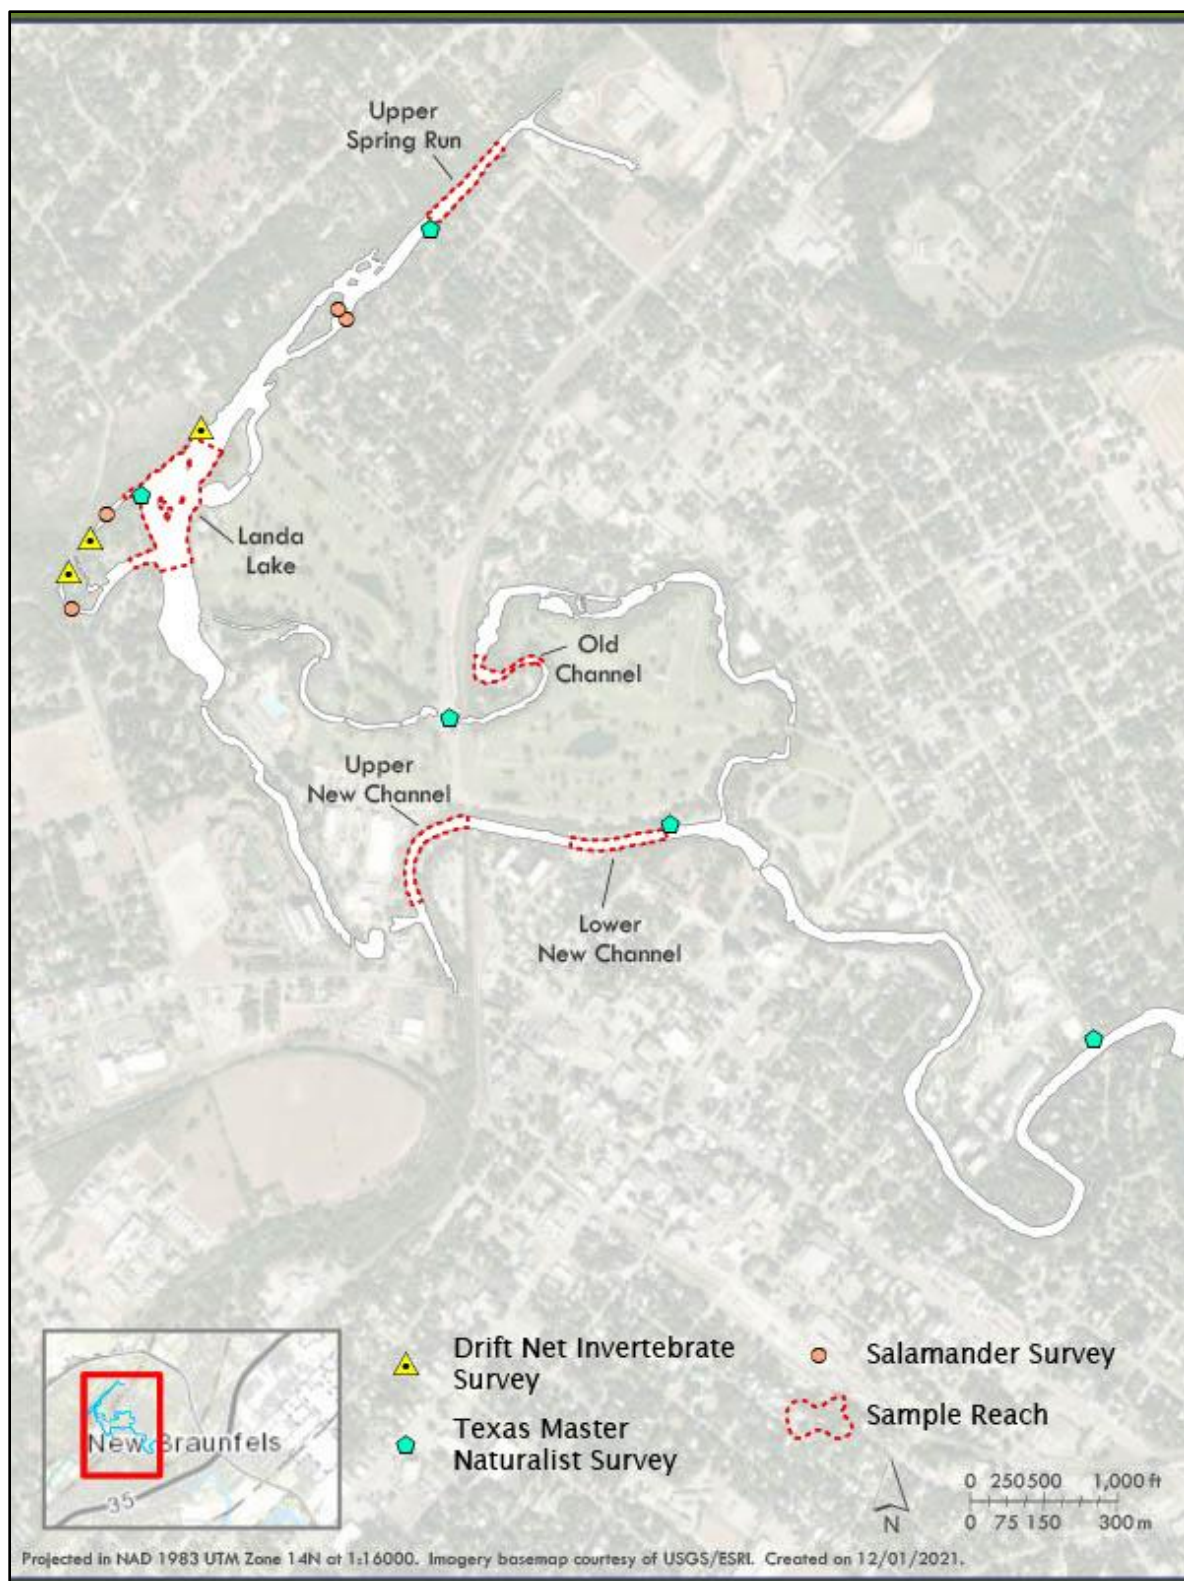 Upper
Spring Run
Landa
Lake
Old
Channel
Upper
New Channel
Lower
New Channel
New Braunfels
35
Drift Net Invertebrate
Survey
Texas Master
Naturalist Survey
Salamander Survey
Sample Reach
N
0 250 500 1,000 ft
0 75 150 300 m
Projected in NAD 1983 UTM Zone 14N at 1:16000. Imagery basemap courtesy of USGS/ESRI. Created on 12/01/2021.